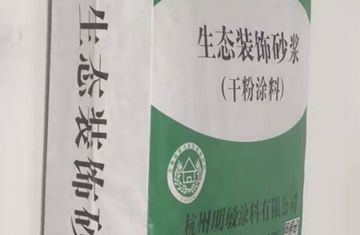 生态装饰砂
生态装饰砂浆
(干粉涂料)
杭州明敏涂料有限公司